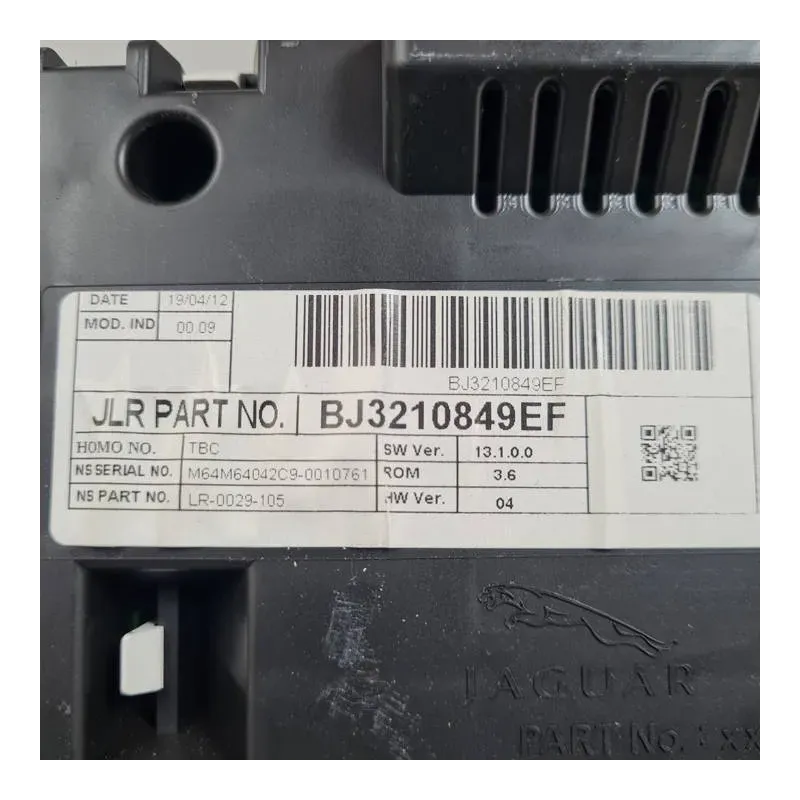 DATE 19/04/12
MOD. IND 00.09
BJ3210849EF
JLR PART NO. BJ3210849EF
HOMO NO. TBC SW Ver. 13.1.0.0
NS SERIAL NO. M64M64042C9-0010761 ROM 3.6
NS PART NO. LR-0029-105 HW Ver. 04
JAGUAR
PART No. : XX